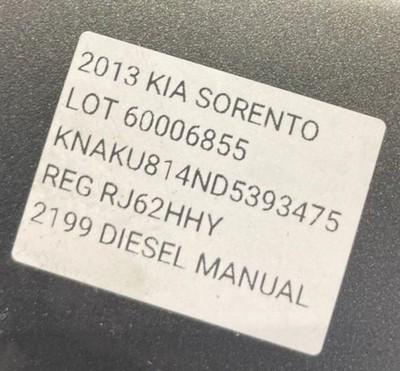 2013 KIA SORENTO
LOT 60006855
KNAKU814ND5393475
REG RJ62HHY
2199 DIESEL MANUAL